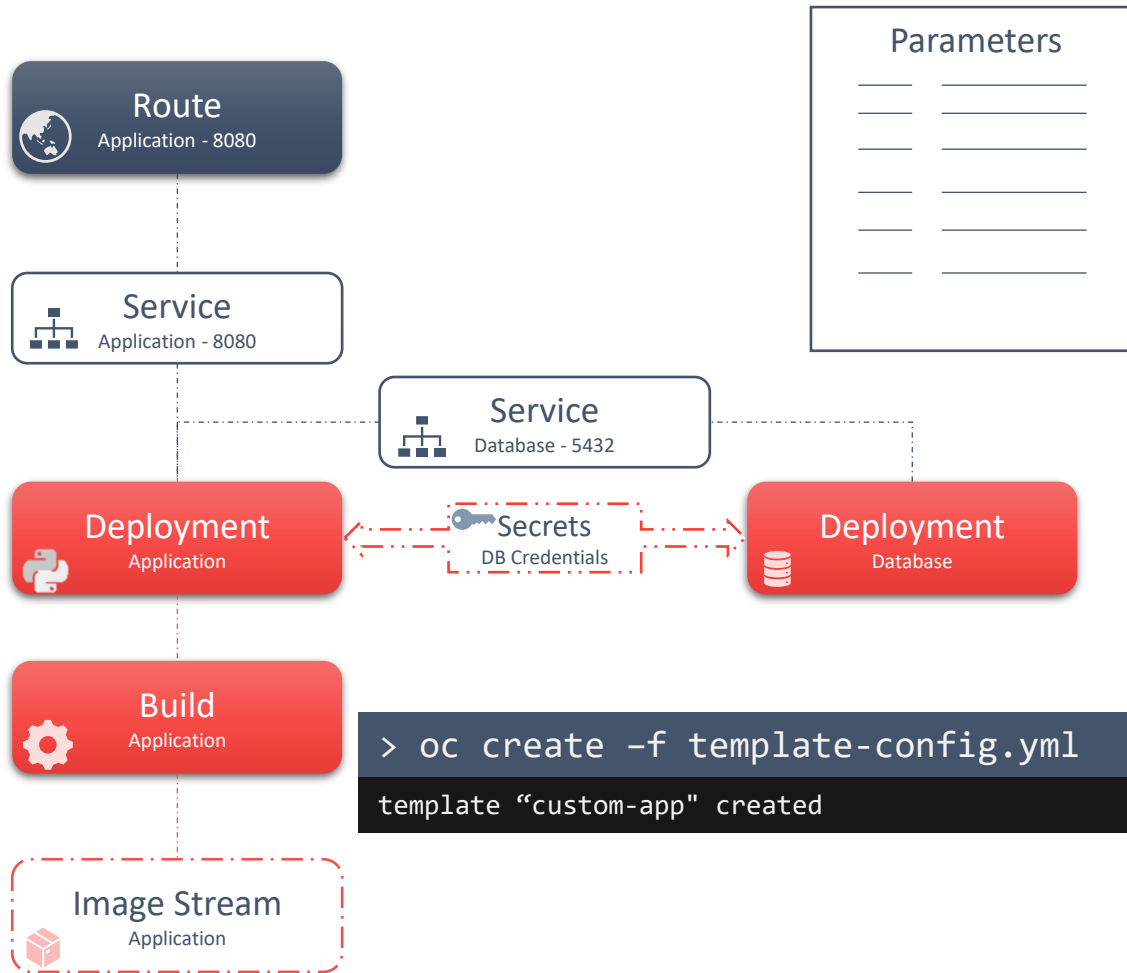 Parameters
Route
Application - 8080
Service
Application - 8080
Service
Database - 5432
Deployment
Application
Secrets
DB Credentials
Deployment
Database
Build
Application
> oc create –f template-config.yml
template “custom-app" created
Image Stream
Application